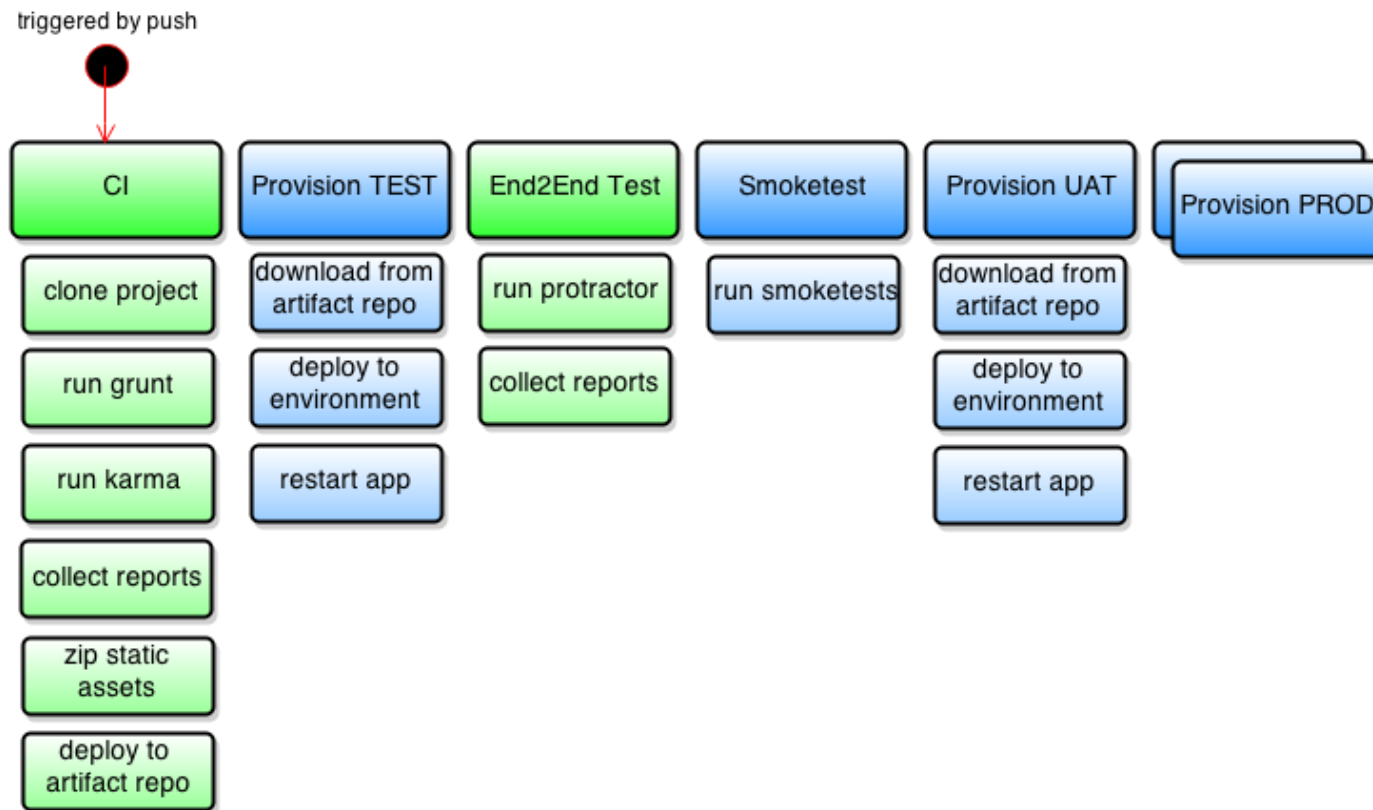 triggered by push
CI
clone project
run grunt
run karma
collect reports
zip static
assets
deploy to
artifact repo
Provision TEST
download from
artifact repo
deploy to
environment
restart app
End2End Test
run protractor
collect reports
Smoketest
run smoketests
Provision UAT
download from
artifact repo
deploy to
environment
restart app
Provision PROD